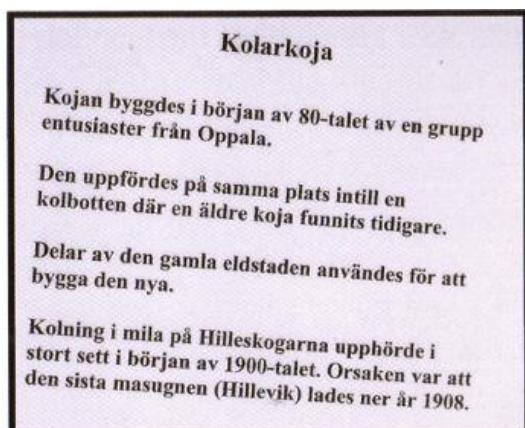 Kolarkoja
Kojan byggdes i början av 80-talet av en grupp
entusiaster från Oppala.
Den uppfördes på samma plats intill en
kolbotten där en äldre koja funnits tidigare.
Delar av den gamla eldstaden användes för att
bygga den nya.
Kolning i mila på Hilleskogarna upphörde i
stort sett i början av 1900-talet. Orsaken var att
den sista masugnen (Hillevik) lades ner år 1908.